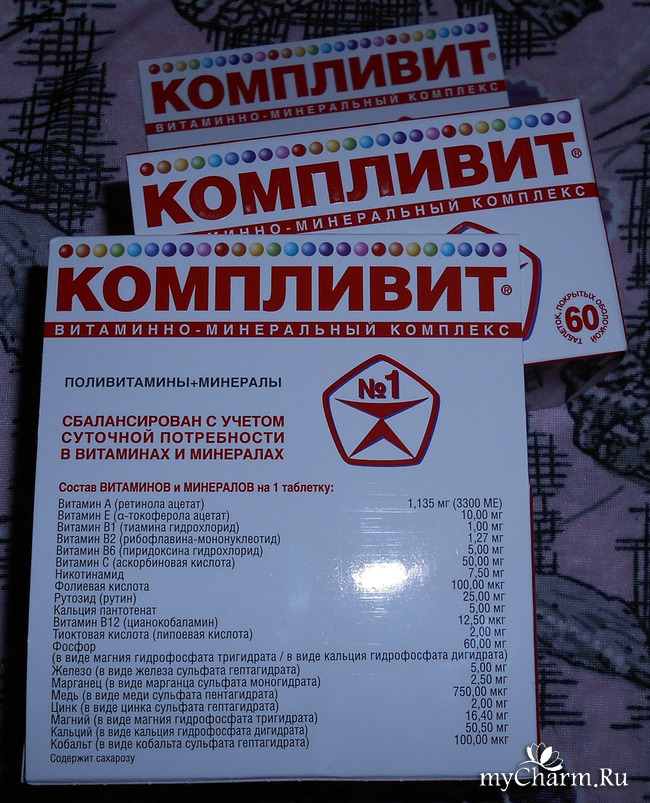 КОМПЛИВИТ®
ВИТАМИННО-МИНЕРАЛЬНЫЙ КОМПЛЕКС
КОМПЛИВИТ®
ВИТАМИННО-МИНЕРАЛЬНЫЙ КОМПЛЕКС
60
ТАБЛЕТОК, ПОКРЫТЫХ ОБОЛОЧКОЙ
КОМПЛИВИТ®
ВИТАМИННО-МИНЕРАЛЬНЫЙ КОМПЛЕКС
ПОЛИВИТАМИНЫ+МИНЕРАЛЫ
№1
СБАЛАНСИРОВАН С УЧЕТОМ
СУТОЧНОЙ ПОТРЕБНОСТИ
В ВИТАМИНАХ И МИНЕРАЛАХ
Состав ВИТАМИНОВ и МИНЕРАЛОВ на 1 таблетку:
Витамин А (ретинола ацетат) 1,135 мг (3300 МЕ)
Витамин Е (α-токоферола ацетат) 10,00 мг
Витамин В1 (тиамина гидрохлорид) 1,00 мг
Витамин В2 (рибофлавина-мононуклеотид) 1,27 мг
Витамин В6 (пиридоксина гидрохлорид) 5,00 мг
Витамин С (аскорбиновая кислота) 50,00 мг
Никотинамид 7,50 мг
Фолиевая кислота 100,00 мкг
Рутозид (рутин) 25,00 мг
Кальция пантотенат 5,00 мг
Витамин В12 (цианокобаламин) 12,50 мкг
Тиоктовая кислота (липоевая кислота) 2,00 мг
Фосфор 60,00 мг
(в виде магния гидрофосфата тригидрата / в виде кальция гидрофосфата дигидрата)
Железо (в виде железа сульфата гептагидрата) 5,00 мг
Марганец (в виде марганца сульфата моногидрата) 2,50 мг
Медь (в виде меди сульфата пентагидрата) 750,00 мкг
Цинк (в виде цинка сульфата гептагидрата) 2,00 мг
Магний (в виде магния гидрофосфата тригидрата) 16,40 мг
Кальций (в виде кальция гидрофосфата дигидрата) 50,50 мг
Кобальт (в виде кобальта сульфата гептагидрата) 100,00 мкг
Содержит сахарозу
myCharm.Ru